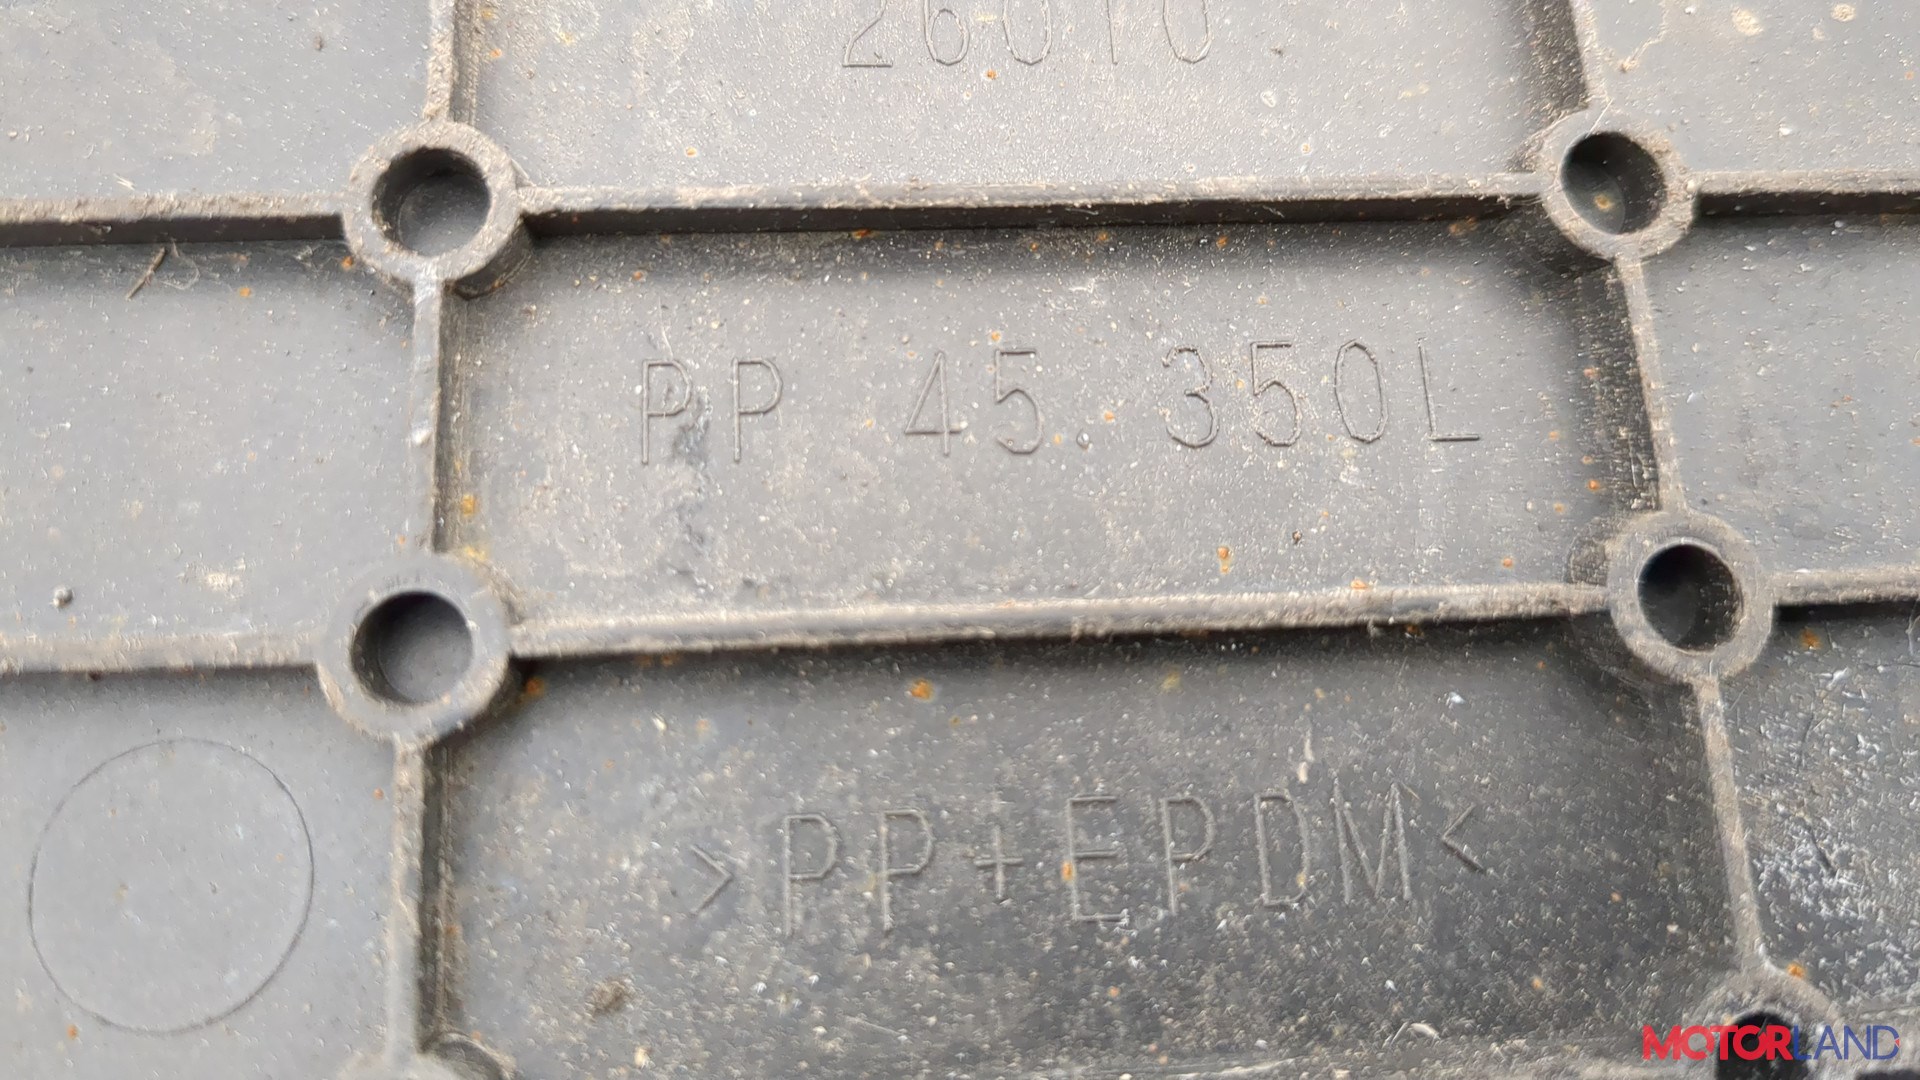 26010
PP 45. 350L
>PP+EPDM<
MOTORLAND